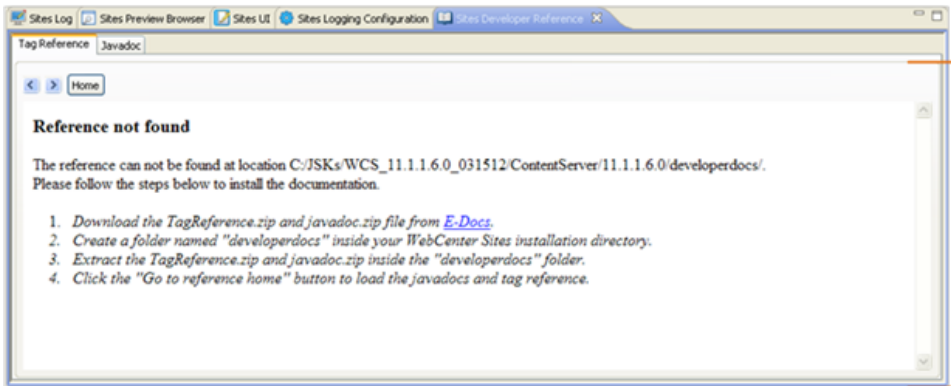 Sites Log Sites Preview Browser Sites UI Sites Logging Configuration Sites Developer Reference
Tag Reference Javadoc
Home
Reference not found
The reference can not be found at location C:/JSKs/WCS_11.1.1.6.0_031512/ContentServer/11.1.1.6.0/developerdocs/.
Please follow the steps below to install the documentation.
1. Download the TagReference.zip and javadoc.zip file from E-Docs.
2. Create a folder named "developerdocs" inside your WebCenter Sites installation directory.
3. Extract the TagReference.zip and javadoc.zip inside the "developerdocs" folder.
4. Click the "Go to reference home" button to load the javadocs and tag reference.